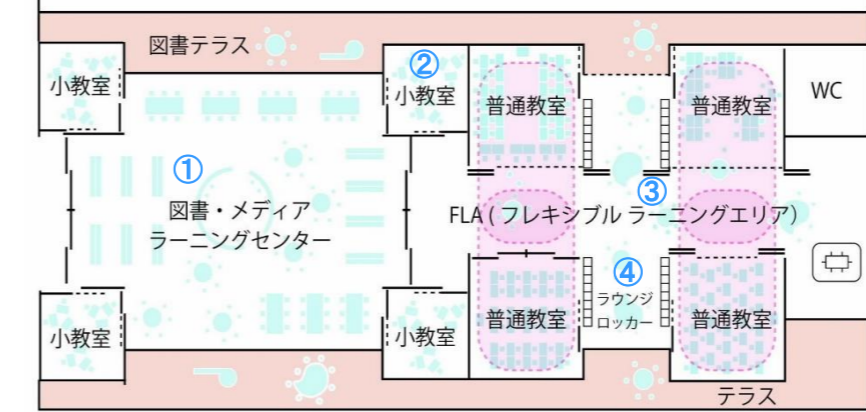 図書テラス
小教室
②
小教室
普通教室
普通教室
WC
①
図書・メディア
ラーニングセンター
③
FLA ( フレキシブル ラーニングエリア)
④
ラウンジ
ロッカー
小教室
小教室
普通教室
普通教室
テラス